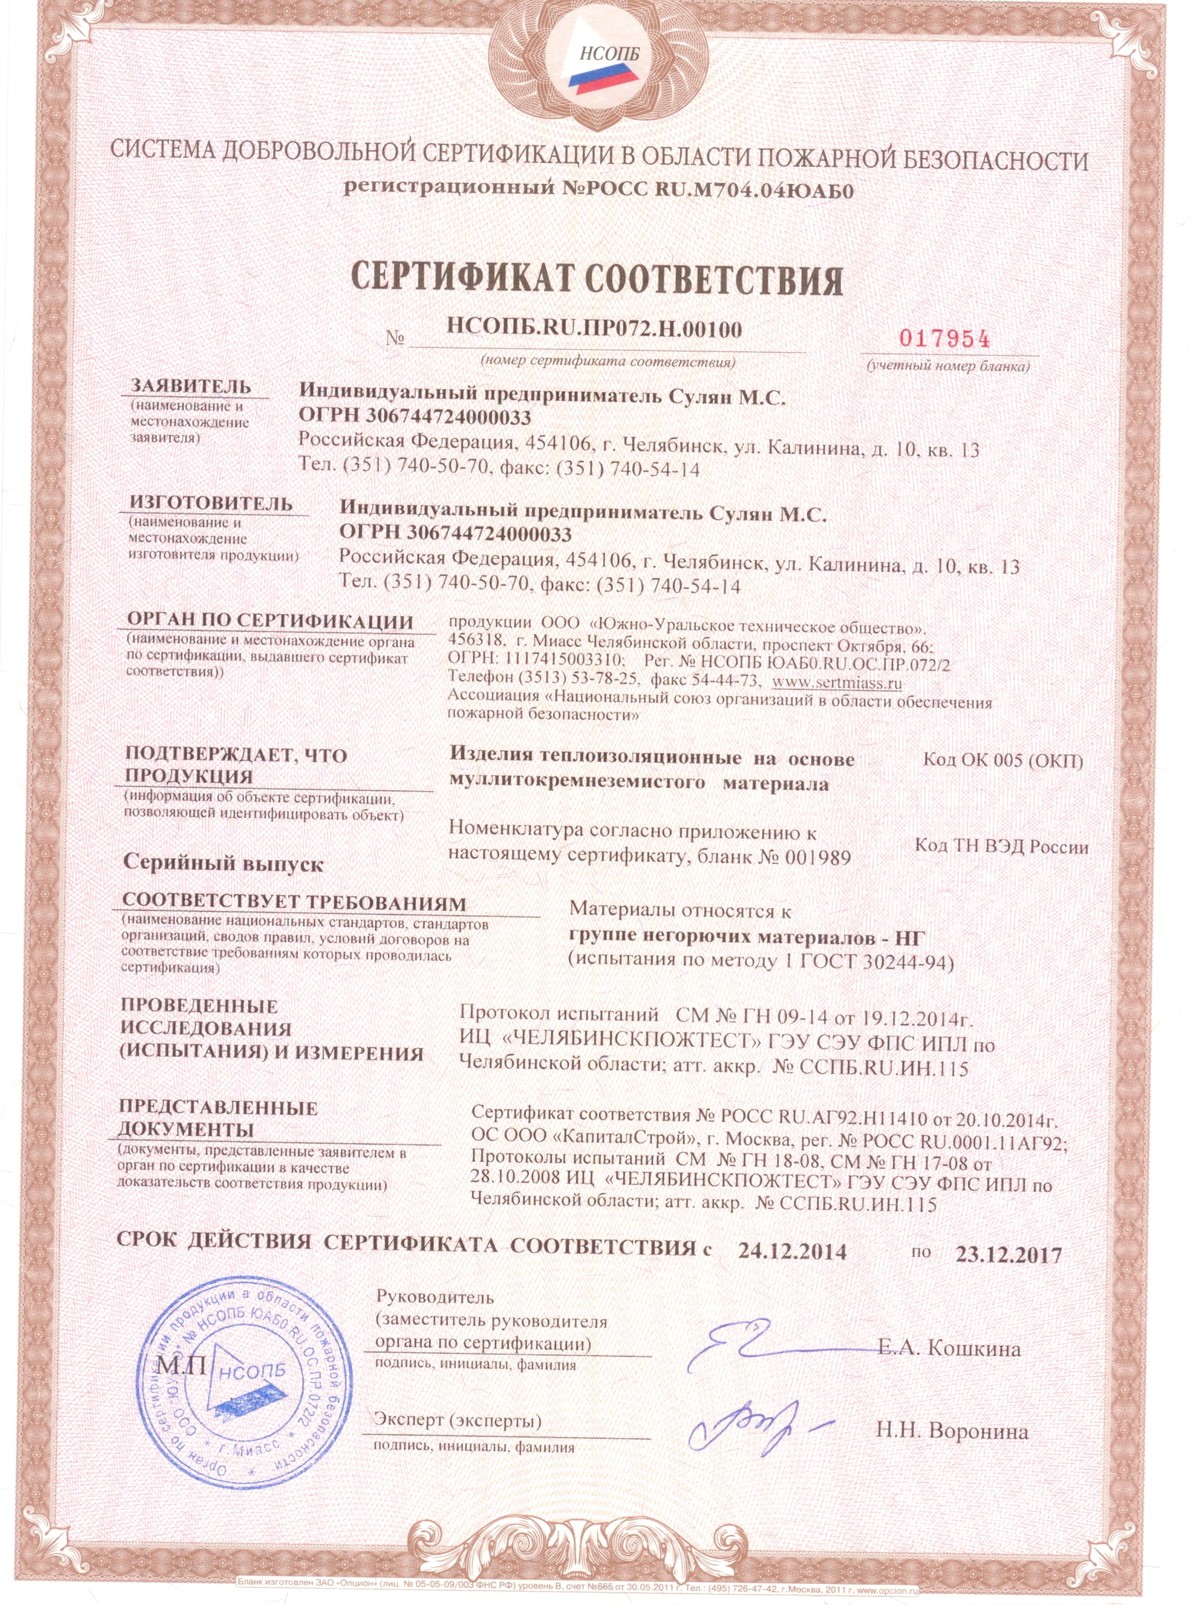 НСОПБ
СИСТЕМА ДОБРОВОЛЬНОЙ СЕРТИФИКАЦИИ В ОБЛАСТИ ПОЖАРНОЙ БЕЗОПАСНОСТИ
регистрационный №РОСС RU.М704.04ЮАБ0
СЕРТИФИКАТ СООТВЕТСТВИЯ
№ НСОПБ.RU.ПР072.Н.00100
017954
(номер сертификата соответствия)
(учетный номер бланка)
ЗАЯВИТЕЛЬ
(наименование и
местонахождение
заявителя)
Индивидуальный предприниматель Сулян М.С.
ОГРН 306744724000033
Российская Федерация, 454106, г. Челябинск, ул. Калинина, д. 10, кв. 13
Тел. (351) 740-50-70, факс: (351) 740-54-14
ИЗГОТОВИТЕЛЬ
(наименование и
местонахождение
изготовителя продукции)
Индивидуальный предприниматель Сулян М.С.
ОГРН 306744724000033
Российская Федерация, 454106, г. Челябинск, ул. Калинина, д. 10, кв. 13
Тел. (351) 740-50-70, факс: (351) 740-54-14
ОРГАН ПО СЕРТИФИКАЦИИ
(наименование и местонахождение органа
по сертификации, выдавшего сертификат
соответствия))
продукции ООО «Южно-Уральское техническое общество»,
456318, г. Миасс Челябинской области, проспект Октября, 66;
ОГРН: 1117415003310; Рег. № НСОПБ ЮАБ0.RU.ОС.ПР.072/2
Телефон (3513) 53-78-25, факс 54-44-73, www.sertmiass.ru
Ассоциация «Национальный союз организаций в области обеспечения
пожарной безопасности»
ПОДТВЕРЖДАЕТ, ЧТО
ПРОДУКЦИЯ
(информация об объекте сертификации,
позволяющей идентифицировать объект)
Серийный выпуск
Изделия теплоизоляционные на основе
муллитокремнеземистого материала
Номенклатура согласно приложению к
настоящему сертификату, бланк № 001989
Код ОК 005 (ОКП)
Код ТН ВЭД России
СООТВЕТСТВУЕТ ТРЕБОВАНИЯМ
(наименование национальных стандартов, стандартов
организаций, сводов правил, условий договоров на
соответствие требованиям которых проводилась
сертификация)
Материалы относятся к
группе негорючих материалов - НГ
(испытания по методу 1 ГОСТ 30244-94)
ПРОВЕДЕННЫЕ
ИССЛЕДОВАНИЯ
(ИСПЫТАНИЯ) И ИЗМЕРЕНИЯ
Протокол испытаний СМ № ГН 09-14 от 19.12.2014г.
ИЦ «ЧЕЛЯБИНСКПОЖТЕСТ» ГЭУ СЭУ ФПС ИПЛ по
Челябинской области; атт. аккр. № ССПБ.RU.ИН.115
ПРЕДСТАВЛЕННЫЕ
ДОКУМЕНТЫ
(документы, представленные заявителем в
орган по сертификации в качестве
доказательств соответствия продукции)
Сертификат соответствия № РОСС RU.АГ92.Н11410 от 20.10.2014г.
ОС ООО «КапиталСтрой», г. Москва, рег. № РОСС RU.0001.11АГ92;
Протоколы испытаний СМ № ГН 18-08, СМ № ГН 17-08 от
28.10.2008 ИЦ «ЧЕЛЯБИНСКПОЖТЕСТ» ГЭУ СЭУ ФПС ИПЛ по
Челябинской области; атт. аккр. № ССПБ.RU.ИН.115
СРОК ДЕЙСТВИЯ СЕРТИФИКАТА СООТВЕТСТВИЯ с 24.12.2014 по 23.12.2017
Руководитель
(заместитель руководителя
органа по сертификации)
подпись, инициалы, фамилия
Е.А. Кошкина
Эксперт (эксперты)
подпись, инициалы, фамилия
Н.Н. Воронина
М.П
Орган по сертификации продукции в области пожарной безопасности
№ НСОПБ ЮАБ0.RU.ОС.ПР.072/2
г. Миасс
НСОПБ
Бланк изготовлен ЗАО «Опцион» (лиц. № 05-05-09/003 ФНС РФ) уровень В, счет №865 от 30.05.2011 г. Тел.: (495) 726-47-42, г.Москва, 2011 г. www.opcion.ru